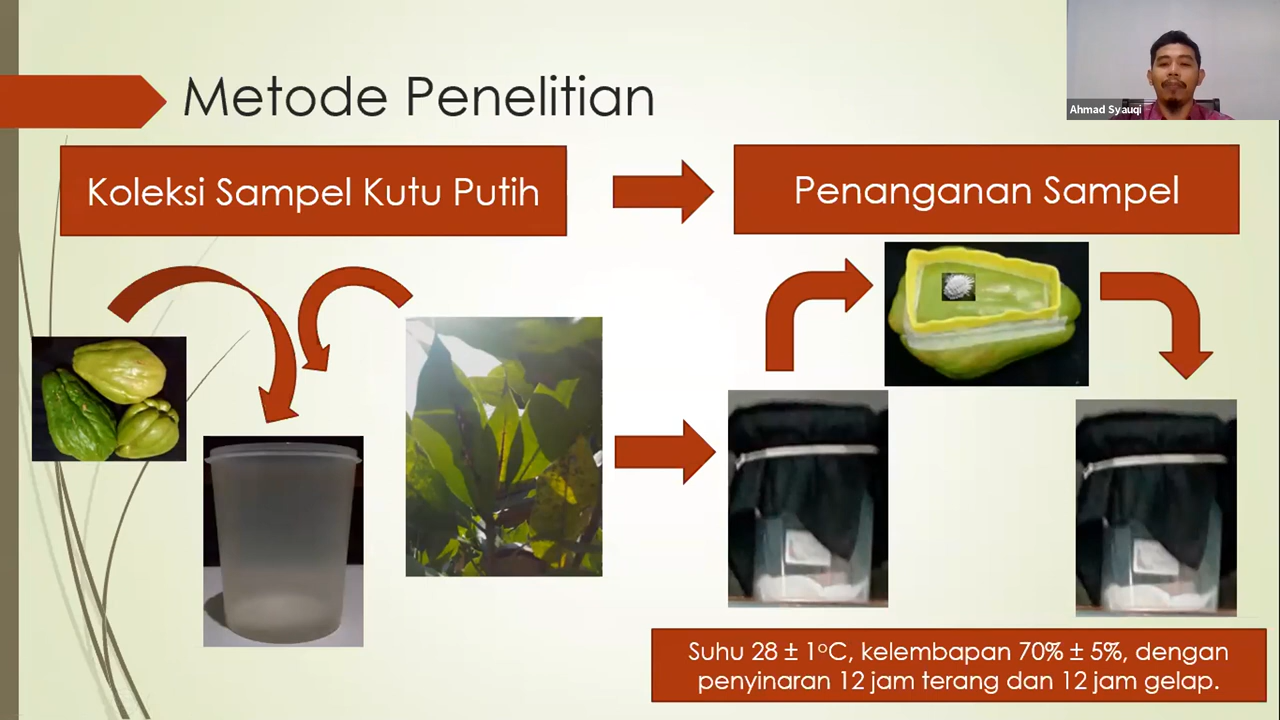 Metode Penelitian
Ahmad Syauqi
Koleksi Sampel Kutu Putih
Penanganan Sampel
Suhu 28 ± 1°C, kelembapan 70% ± 5%, dengan
penyinaran 12 jam terang dan 12 jam gelap.